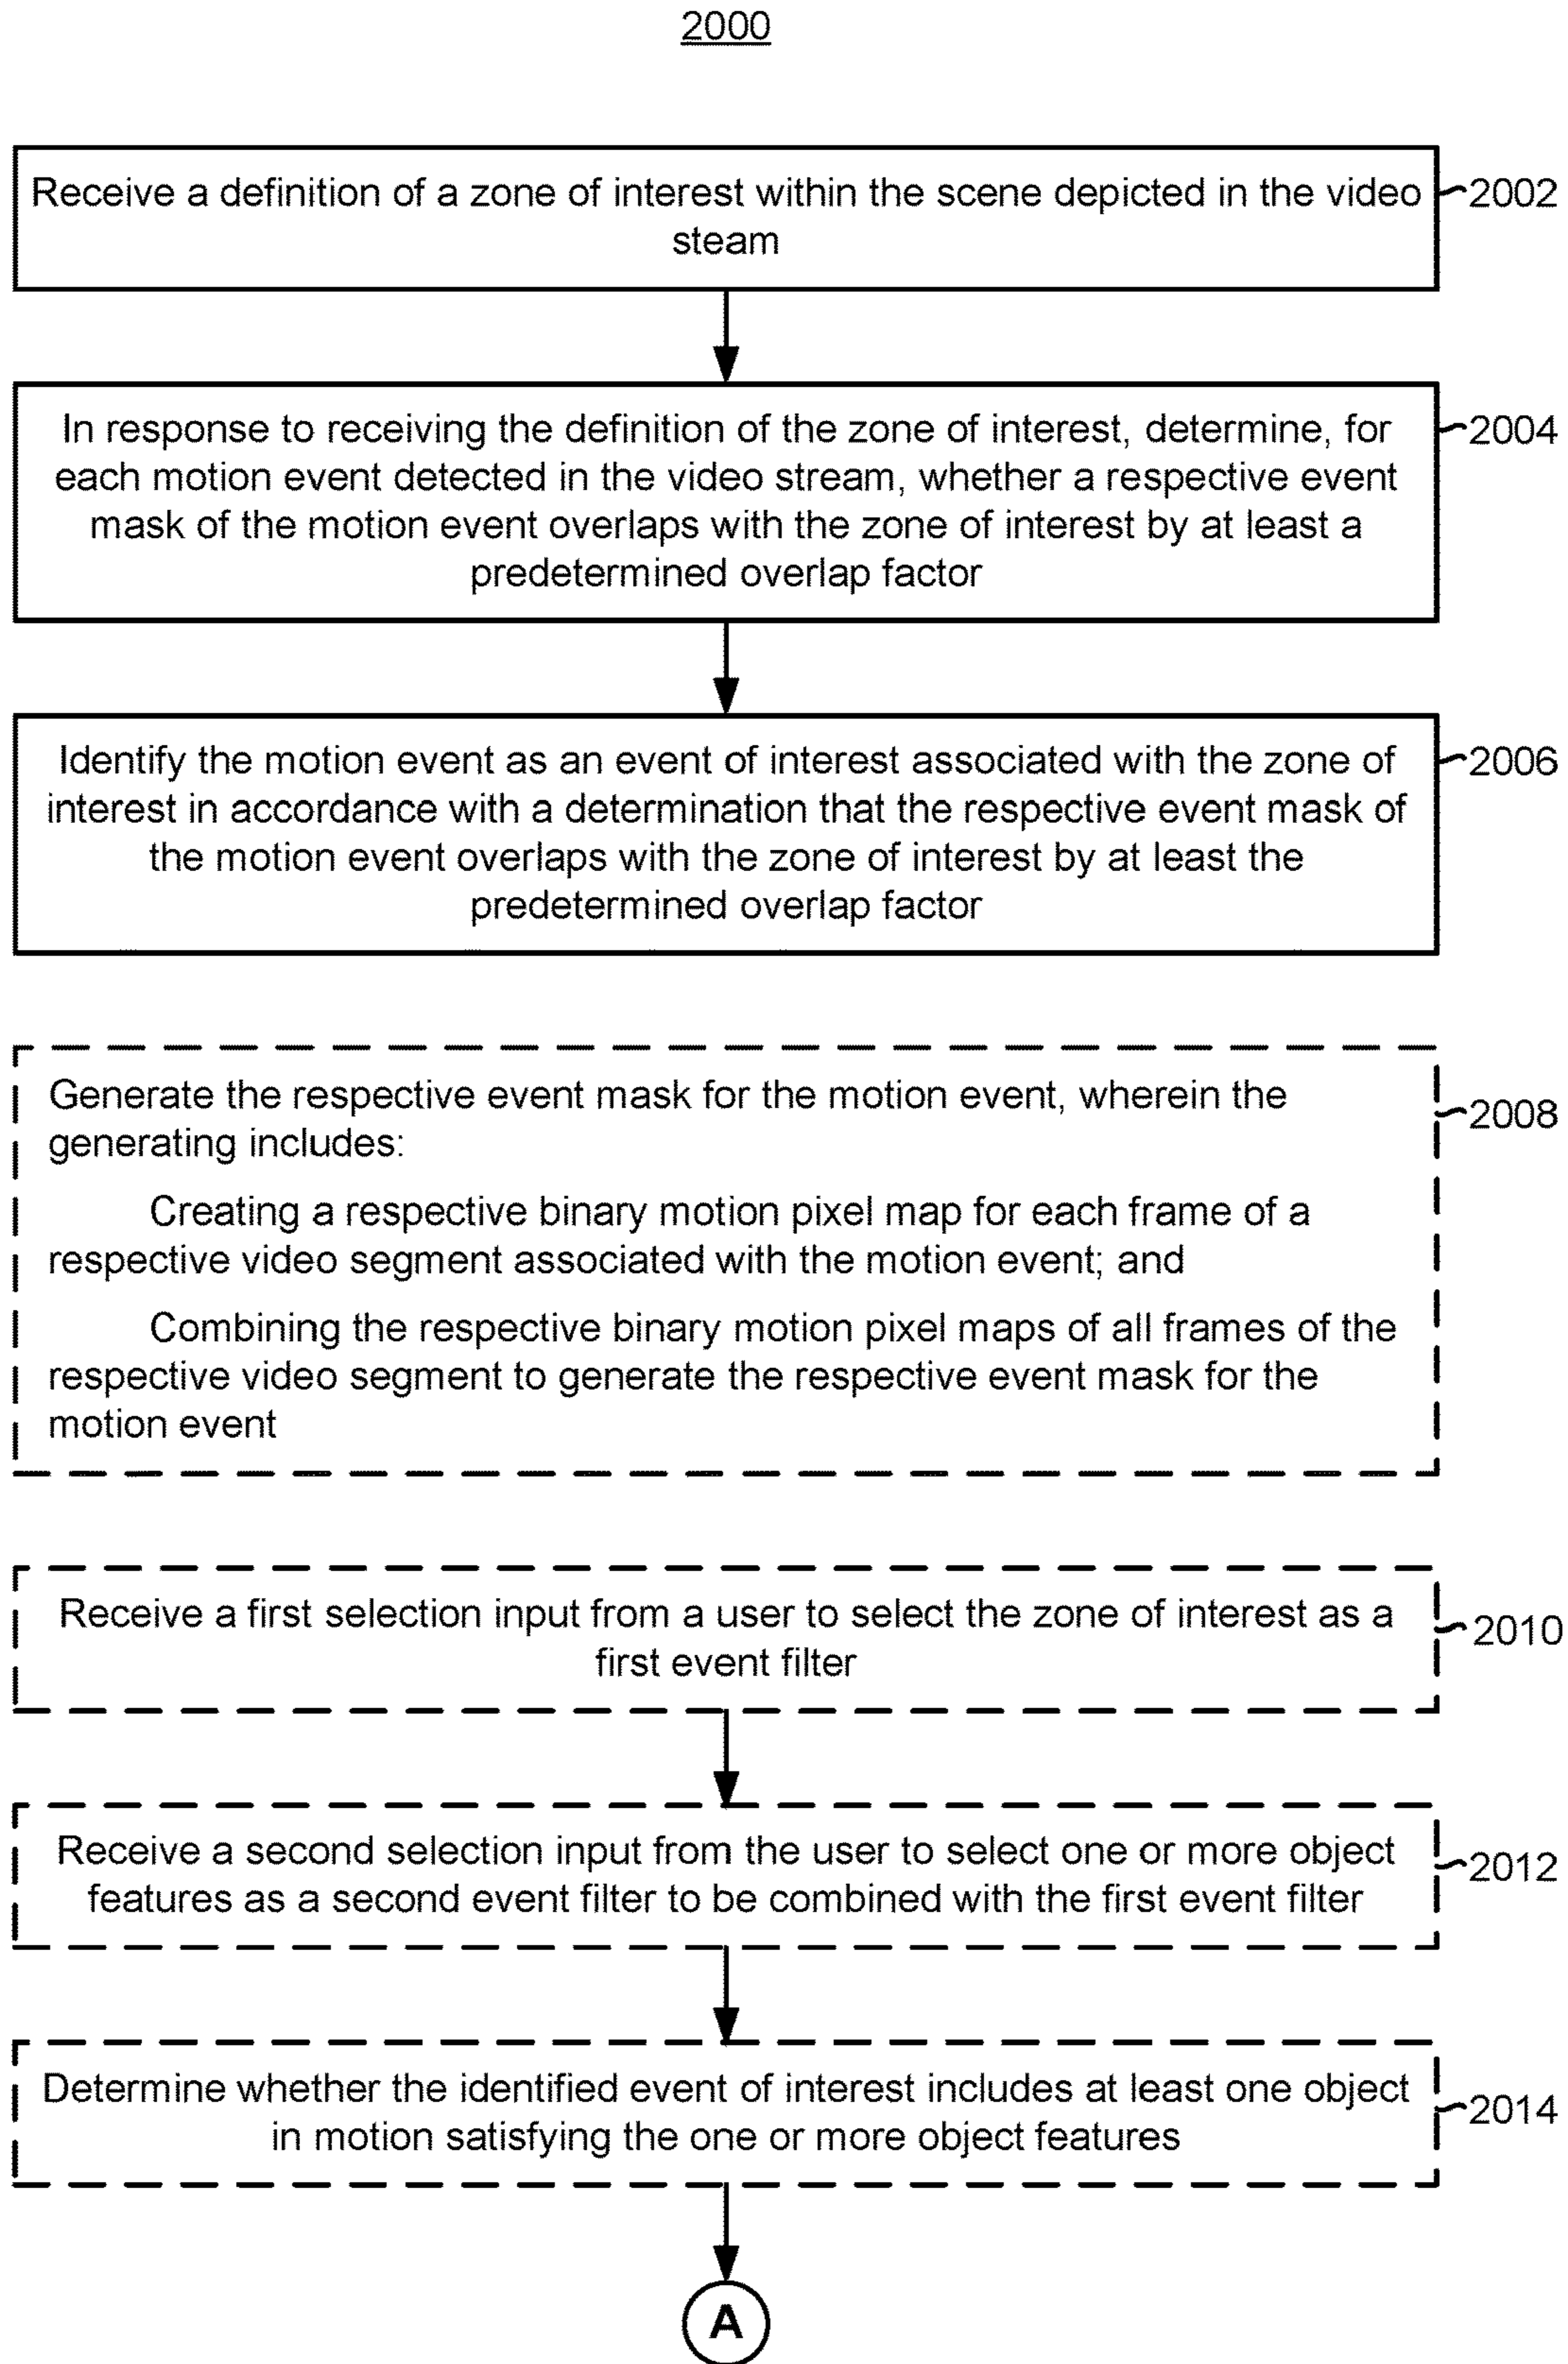 2000
Receive a definition of a zone of interest within the scene depicted in the video
steam
2002
In response to receiving the definition of the zone of interest, determine, for
each motion event detected in the video stream, whether a respective event
mask of the motion event overlaps with the zone of interest by at least a
predetermined overlap factor
2004
Identify the motion event as an event of interest associated with the zone of
interest in accordance with a determination that the respective event mask of
the motion event overlaps with the zone of interest by at least the
predetermined overlap factor
2006
Generate the respective event mask for the motion event, wherein the
generating includes:
Creating a respective binary motion pixel map for each frame of a
respective video segment associated with the motion event; and
Combining the respective binary motion pixel maps of all frames of the
respective video segment to generate the respective event mask for the
motion event
2008
Receive a first selection input from a user to select the zone of interest as a
first event filter
2010
Receive a second selection input from the user to select one or more object
features as a second event filter to be combined with the first event filter
2012
Determine whether the identified event of interest includes at least one object
in motion satisfying the one or more object features
2014
A